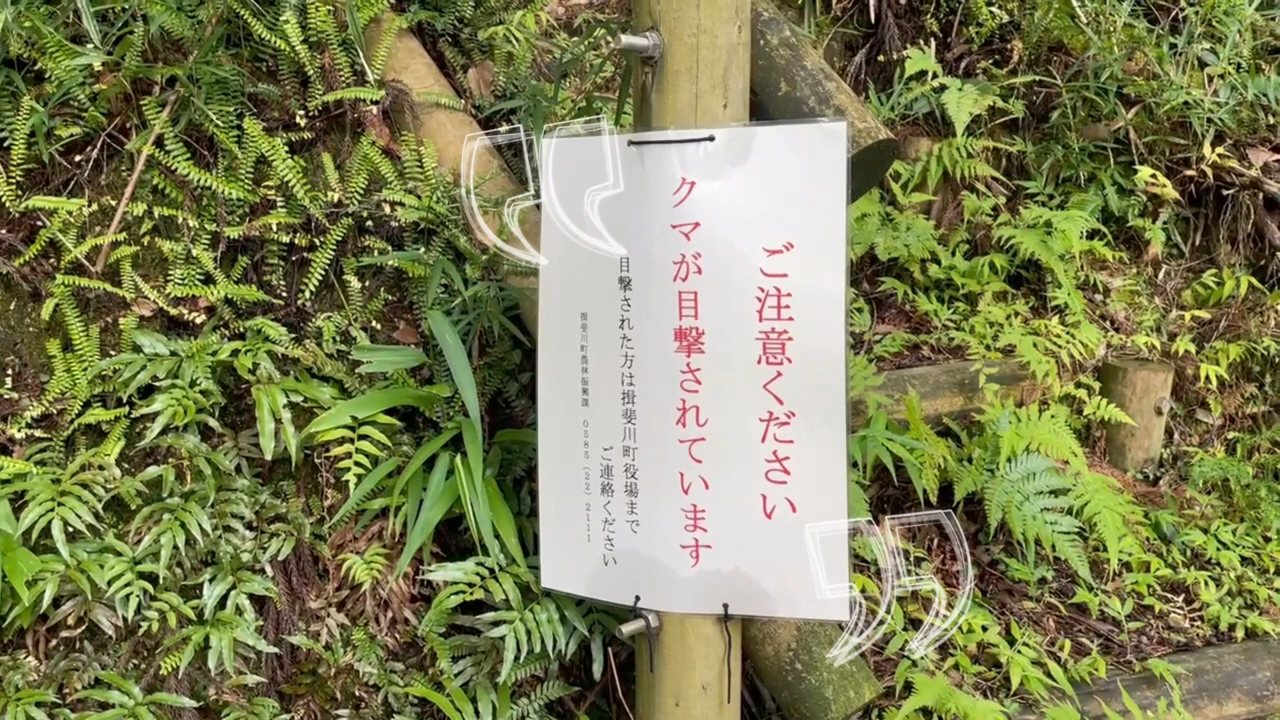 ご注意ください
クマが目撃されています
目撃された方は揖斐川町役場まで
ご連絡ください
揖斐川町農林振興課 0585(22)2111